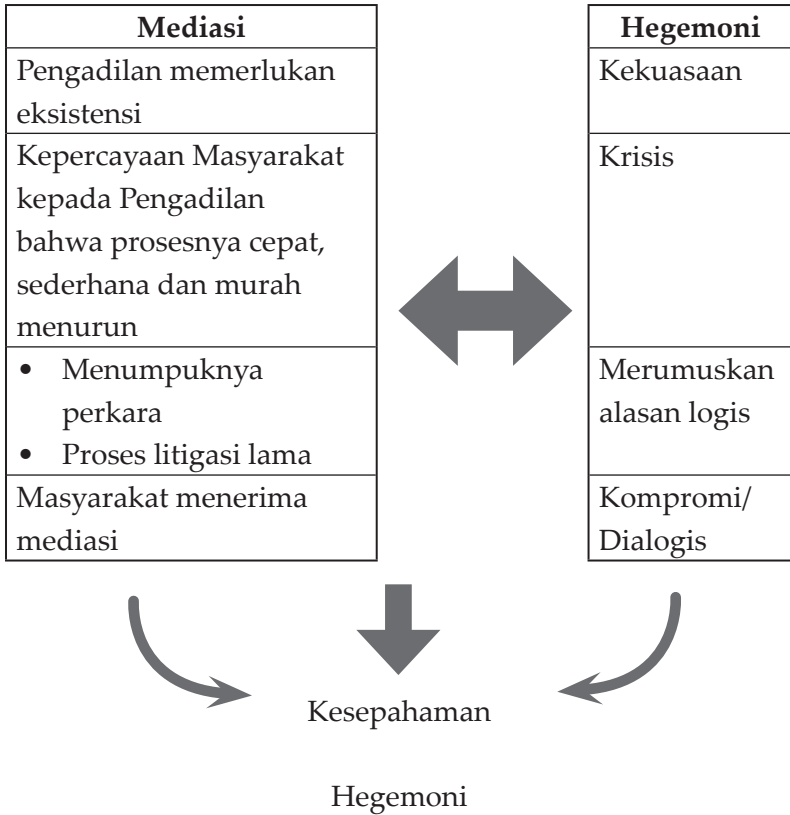 Mediasi
Pengadilan memerlukan
eksistensi
Kepercayaan Masyarakat
kepada Pengadilan
bahwa prosesnya cepat,
sederhana dan murah
menurun
• Menumpuknya
perkara
• Proses litigasi lama
Masyarakat menerima
mediasi
Hegemoni
Kekuasaan
Krisis
Merumuskan
alasan logis
Kompromi/
Dialogis
Kesepahaman
Hegemoni